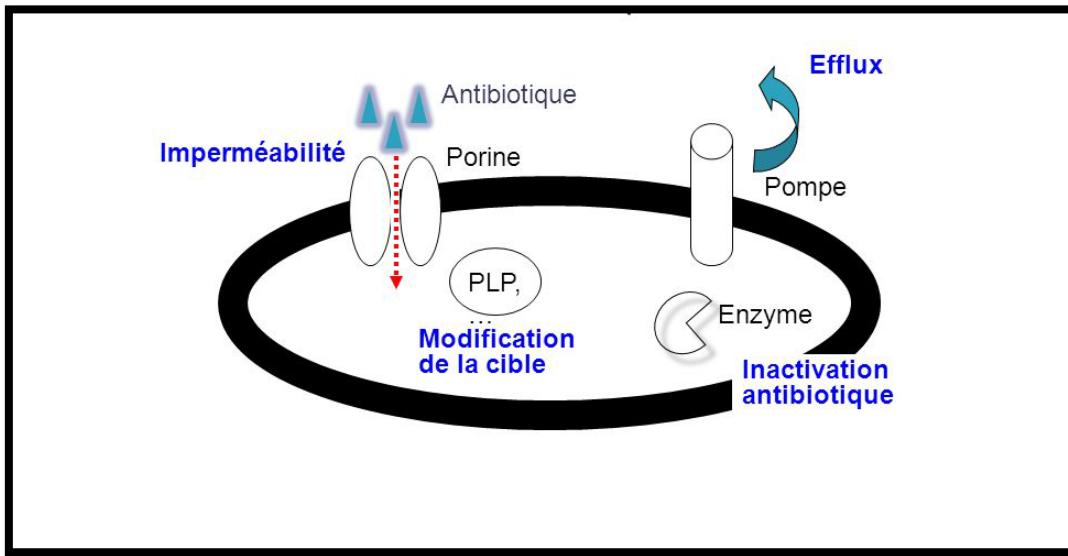 Efflux
Antibiotique
Imperméabilité
Porine
Pompe
PLP,
...
Enzyme
Modification
de la cible
Inactivation
antibiotique